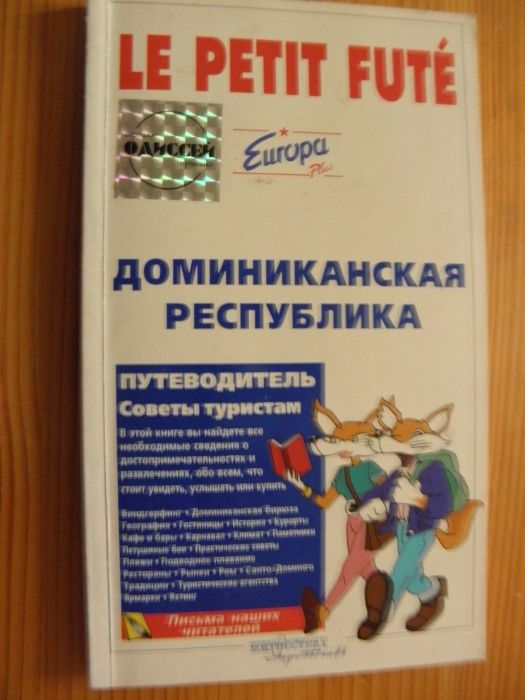 LE PETIT FUTÉ
ОДИССЕЙ
Europa
Plus
ДОМИНИКАНСКАЯ
РЕСПУБЛИКА
ПУТЕВОДИТЕЛЬ
Советы туристам
В этой книге вы найдете все
необходимые сведения о
достопримечательностях и
развлечениях, обо всем, что
стоит увидеть, услышать или купить
Виндсерфинг • Доминиканская бирюза
География • Гостиницы • История • Курорты
Кафе и бары • Карнавал • Климат • Памятники
Петушиные бои • Практические советы
Пляжи • Подводное плавание
Рестораны • Рынки • Ром • Санто-Доминго
Традиции • Туристические агентства
Ярмарки • Яхтинг
Письма наших
читателей